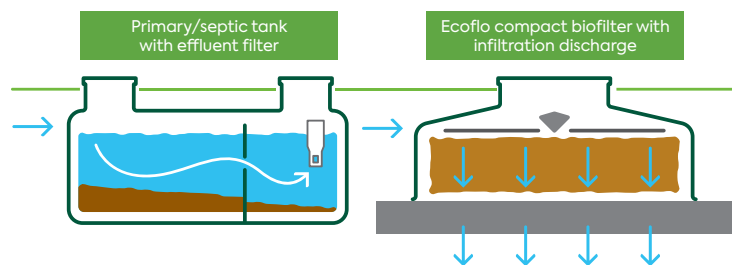 Primary/septic tank
with effluent filter
Ecoflo compact biofilter with
infiltration discharge